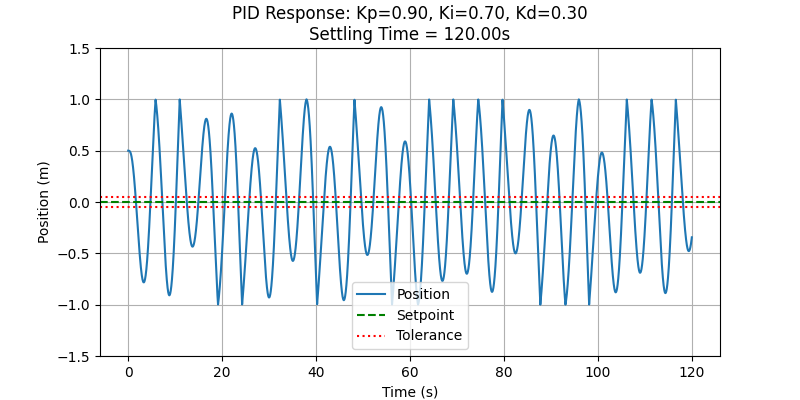 PID Response: Kp=0.90, Ki=0.70, Kd=0.30
Settling Time = 120.00s
1.5
1.0
0.5
0.0
−0.5
−1.0
−1.5
Position (m)
Position
Setpoint
Tolerance
0
20
40
60
80
100
120
Time (s)